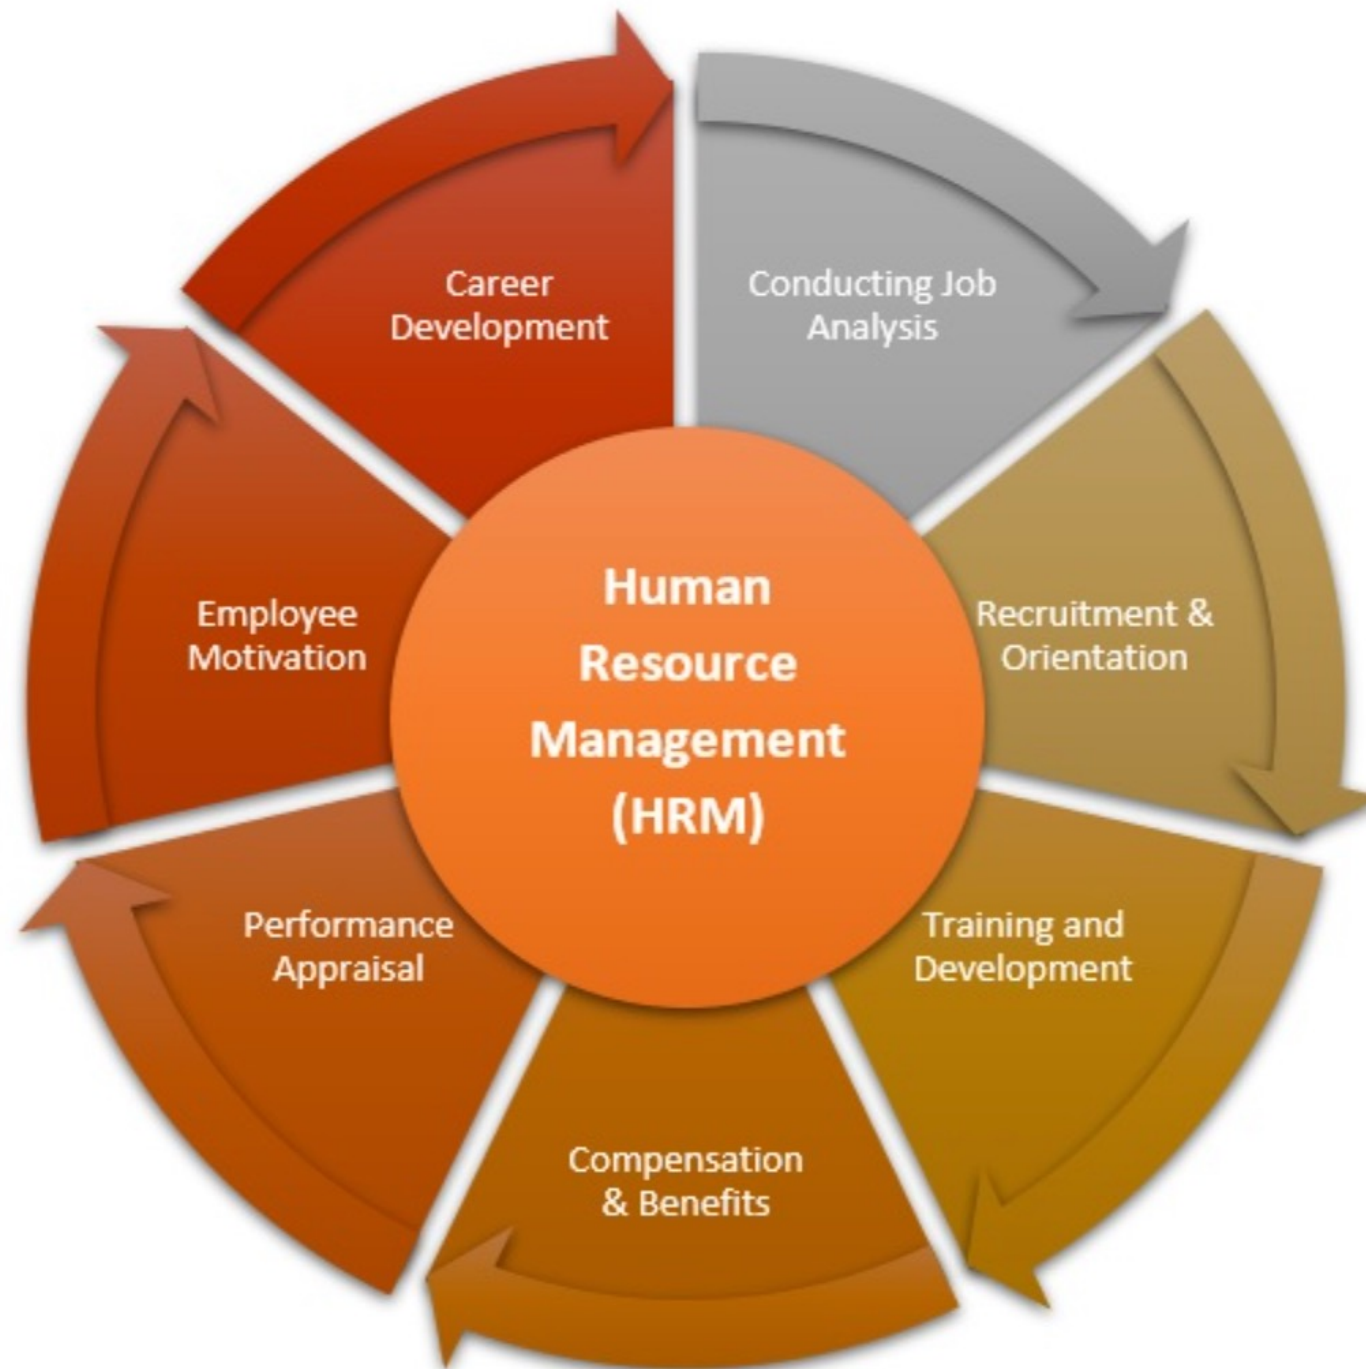 Career
Development
Conducting Job
Analysis
Human
Resource
Management
(HRM)
Employee
Motivation
Recruitment &
Orientation
Performance
Appraisal
Training and
Development
Compensation
& Benefits